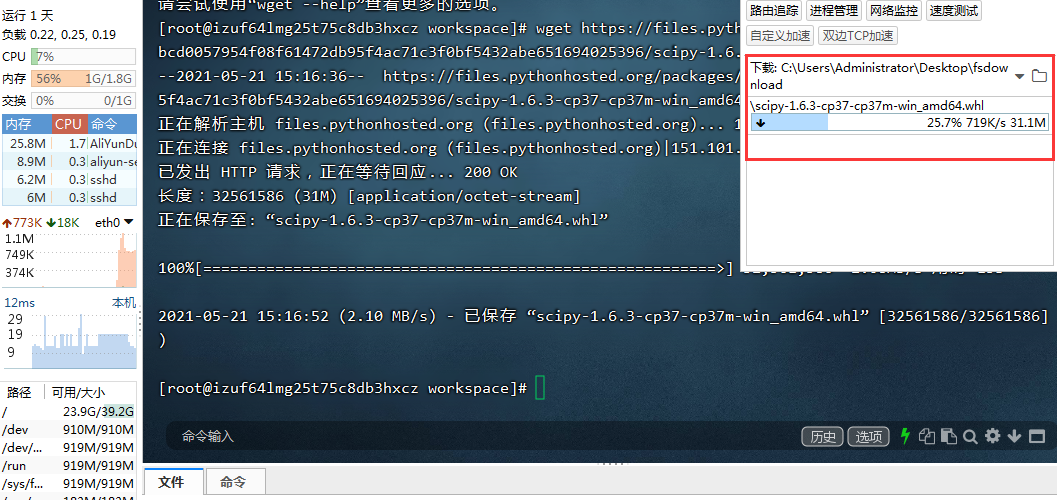 运行 1 天
负载 0.22, 0.25, 0.19
CPU 7%
内存 56% 1G/1.8G
交换 0% 0/1G
内存 CPU 命令
25.8M 1.7 AliYunDu
8.9M 0.3 aliyun-se
6.2M 0.3 sshd
6M 0.3 sshd
773K 18K eth0
1.1M
749K
374K
12ms 本机
29
19
9
路径 可用/大小
/ 23.9G/39.2G
/dev 910M/910M
/dev/... 919M/919M
/run 919M/919M
/sys/f... 919M/919M
请尝试使用“wget --help”查看更多的选项。
[root@izuf64lmg25t75c8db3hxcz workspace]# wget https://files.pyth
bcd0057954f08f61472db95f4ac71c3f0bf5432abe651694025396/scipy-1.6.
--2021-05-21 15:16:36-- https://files.pythonhosted.org/packages/
5f4ac71c3f0bf5432abe651694025396/scipy-1.6.3-cp37-cp37m-win_amd64
正在解析主机 files.pythonhosted.org (files.pythonhosted.org)... 1
正在连接 files.pythonhosted.org (files.pythonhosted.org)|151.101.
已发出 HTTP 请求，正在等待回应... 200 OK
长度：32561586 (31M) [application/octet-stream]
正在保存至: “scipy-1.6.3-cp37-cp37m-win_amd64.whl”
100%[======================================================>]
2021-05-21 15:16:52 (2.10 MB/s) - 已保存 “scipy-1.6.3-cp37-cp37m-win_amd64.whl” [32561586/32561586]
)
[root@izuf64lmg25t75c8db3hxcz workspace]#
命令输入 历史 选项
文件 命令
路由追踪 进程管理 网络监控 速度测试
自定义加速 双边TCP加速
下载: C:\Users\Administrator\Desktop\fsdow
nload
\scipy-1.6.3-cp37-cp37m-win_amd64.whl
25.7% 719K/s 31.1M